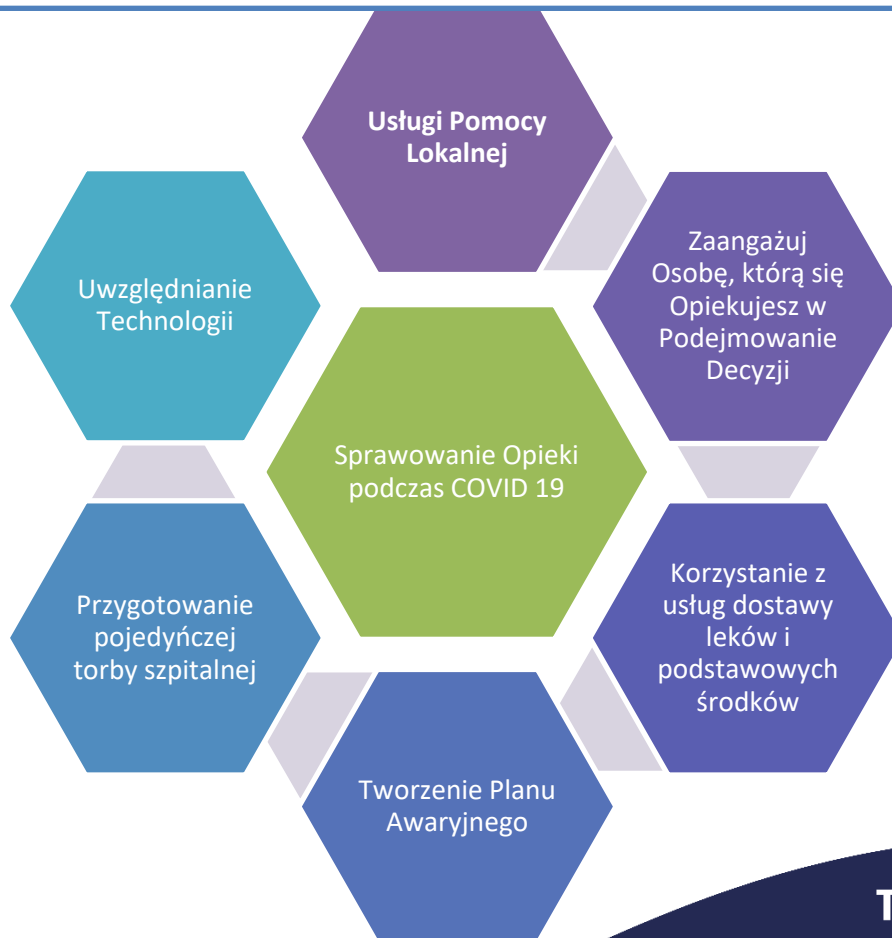 Usługi Pomocy
Lokalnej
Zaangażuj
Osobę, którą się
Opiekujesz w
Podejmowanie
Decyzji
Uwzględnianie
Technologii
Sprawowanie Opieki
podczas COVID 19
Korzystanie z
usług dostawy
leków i
podstawowych
środków
Przygotowanie
pojedyńczej
torby szpitalnej
Tworzenie Planu
Awaryjnego
T